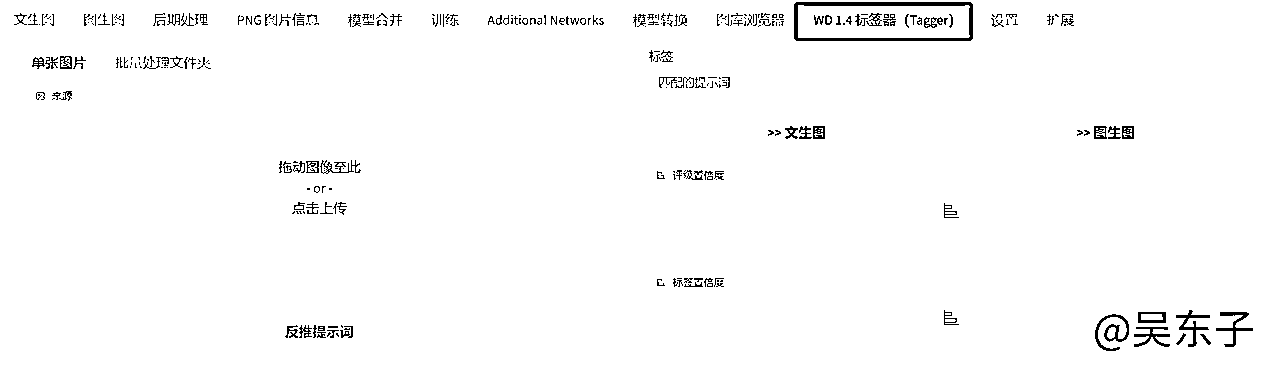 文生图 图生图 后期处理 PNG 图片信息 模型合并 训练 Additional Networks 模型转换 图库浏览器 WD 1.4 标签器（Tagger） 设置 扩展
单张图片 批量处理文件夹
来源
拖动图像至此
- or -
点击上传
反推提示词
标签
匹配的提示词
>> 文生图 >> 图生图
评级置信度
标签置信度
@吴东子